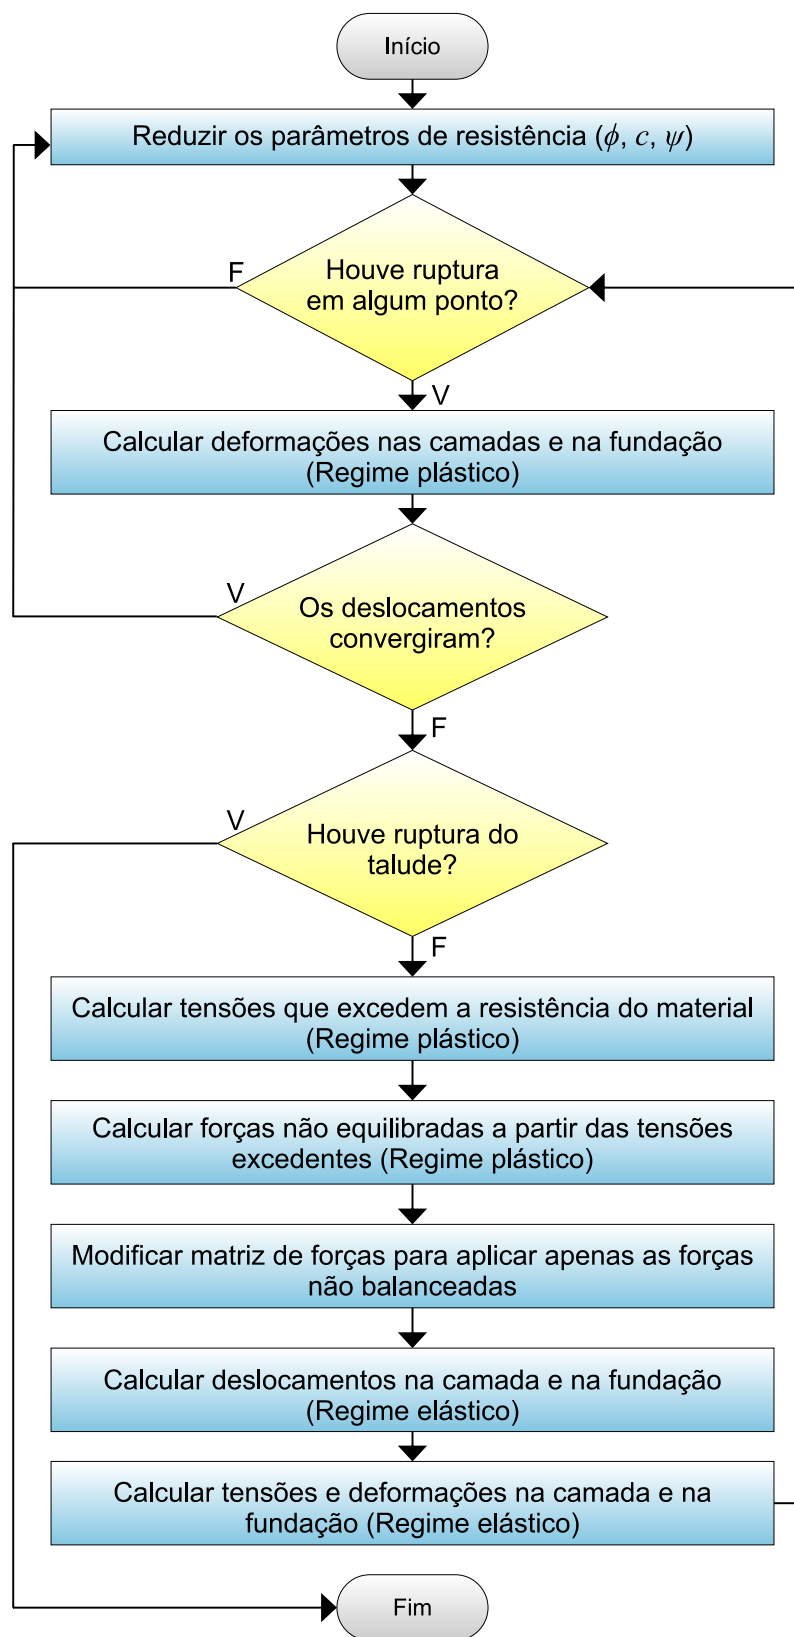 Início
Reduzir os parâmetros de resistência (ϕ, c, ψ)
F
Houve ruptura
em algum ponto?
V
Calcular deformações nas camadas e na fundação
(Regime plástico)
V
Os deslocamentos
convergiram?
F
V
Houve ruptura do
talude?
F
Calcular tensões que excedem a resistência do material
(Regime plástico)
Calcular forças não equilibradas a partir das tensões
excedentes (Regime plástico)
Modificar matriz de forças para aplicar apenas as forças
não balanceadas
Calcular deslocamentos na camada e na fundação
(Regime elástico)
Calcular tensões e deformações na camada e na
fundação (Regime elástico)
Fim